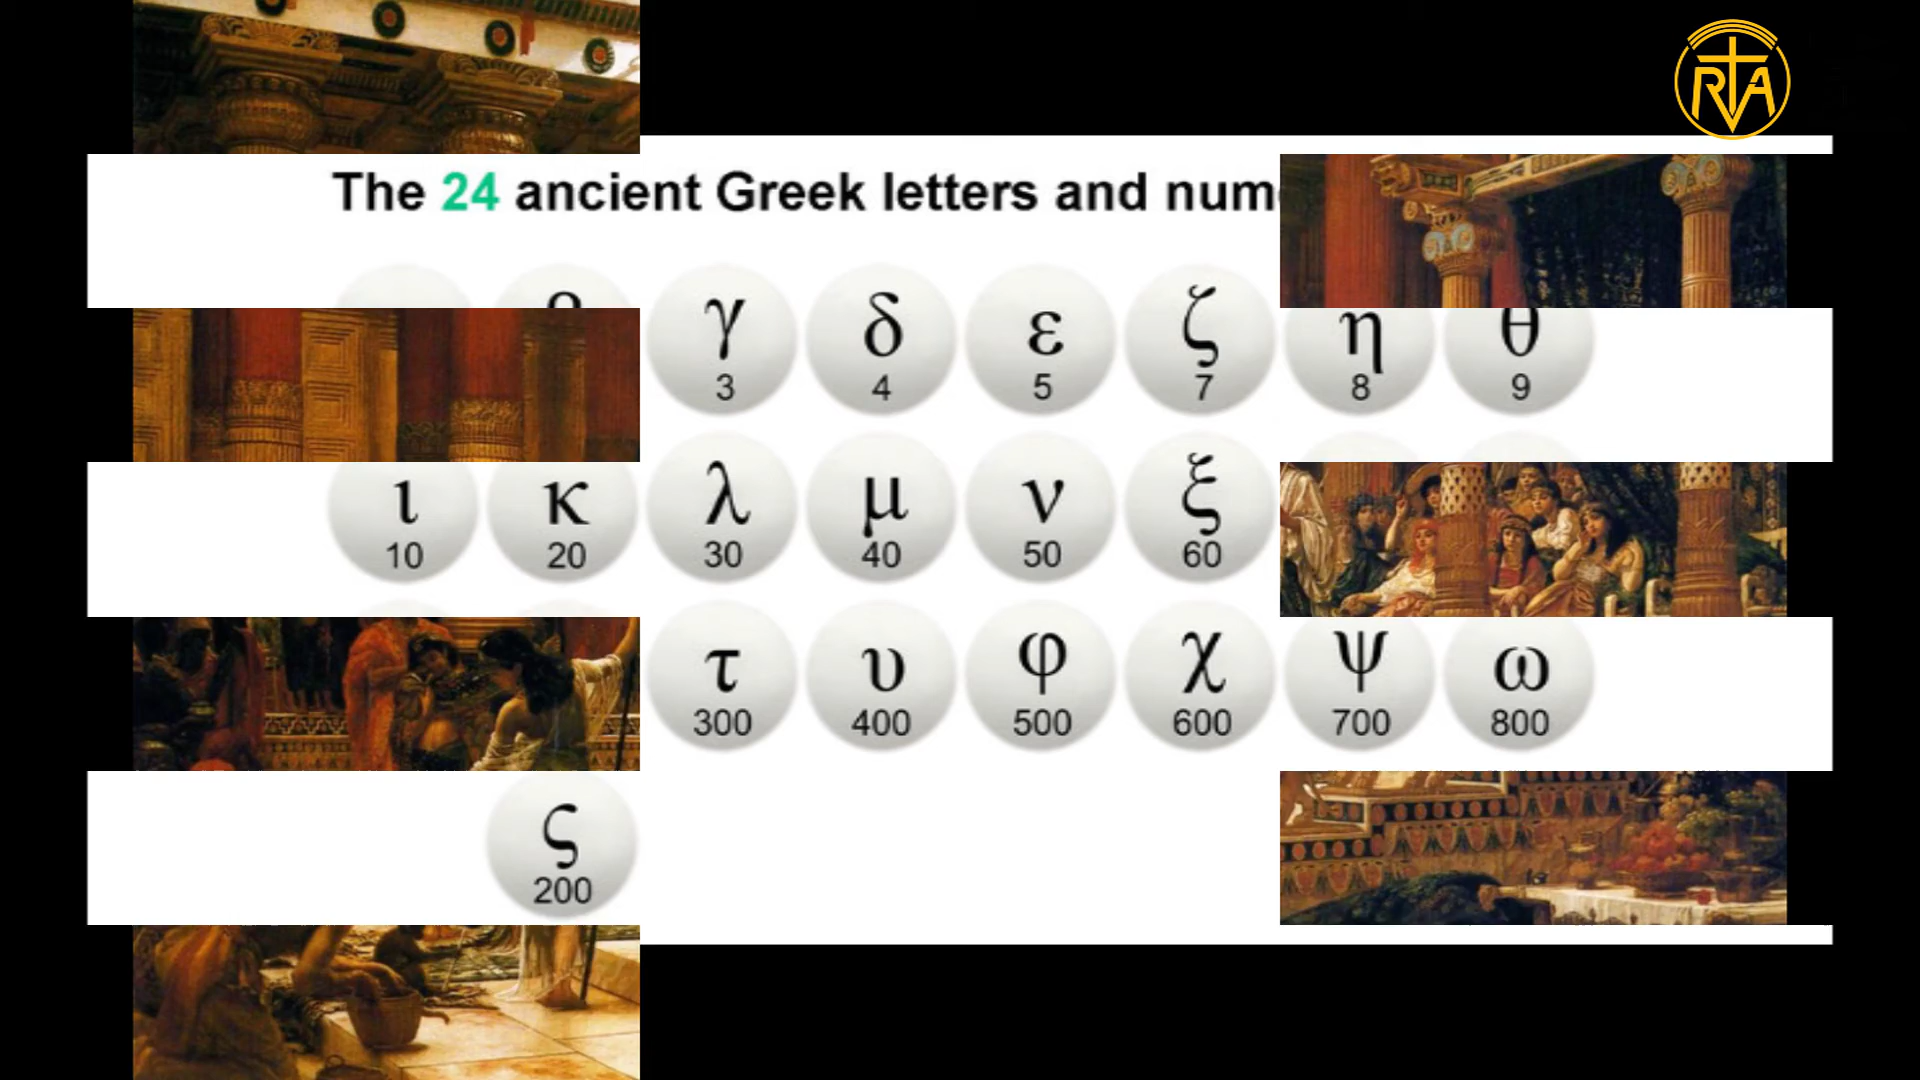 RTA
The 24 ancient Greek letters and num
γ δ ε ζ η θ
3 4 5 7 8 9
ι κ λ μ ν ξ
10 20 30 40 50 60
τ υ φ χ ψ ω
300 400 500 600 700 800
ς
200